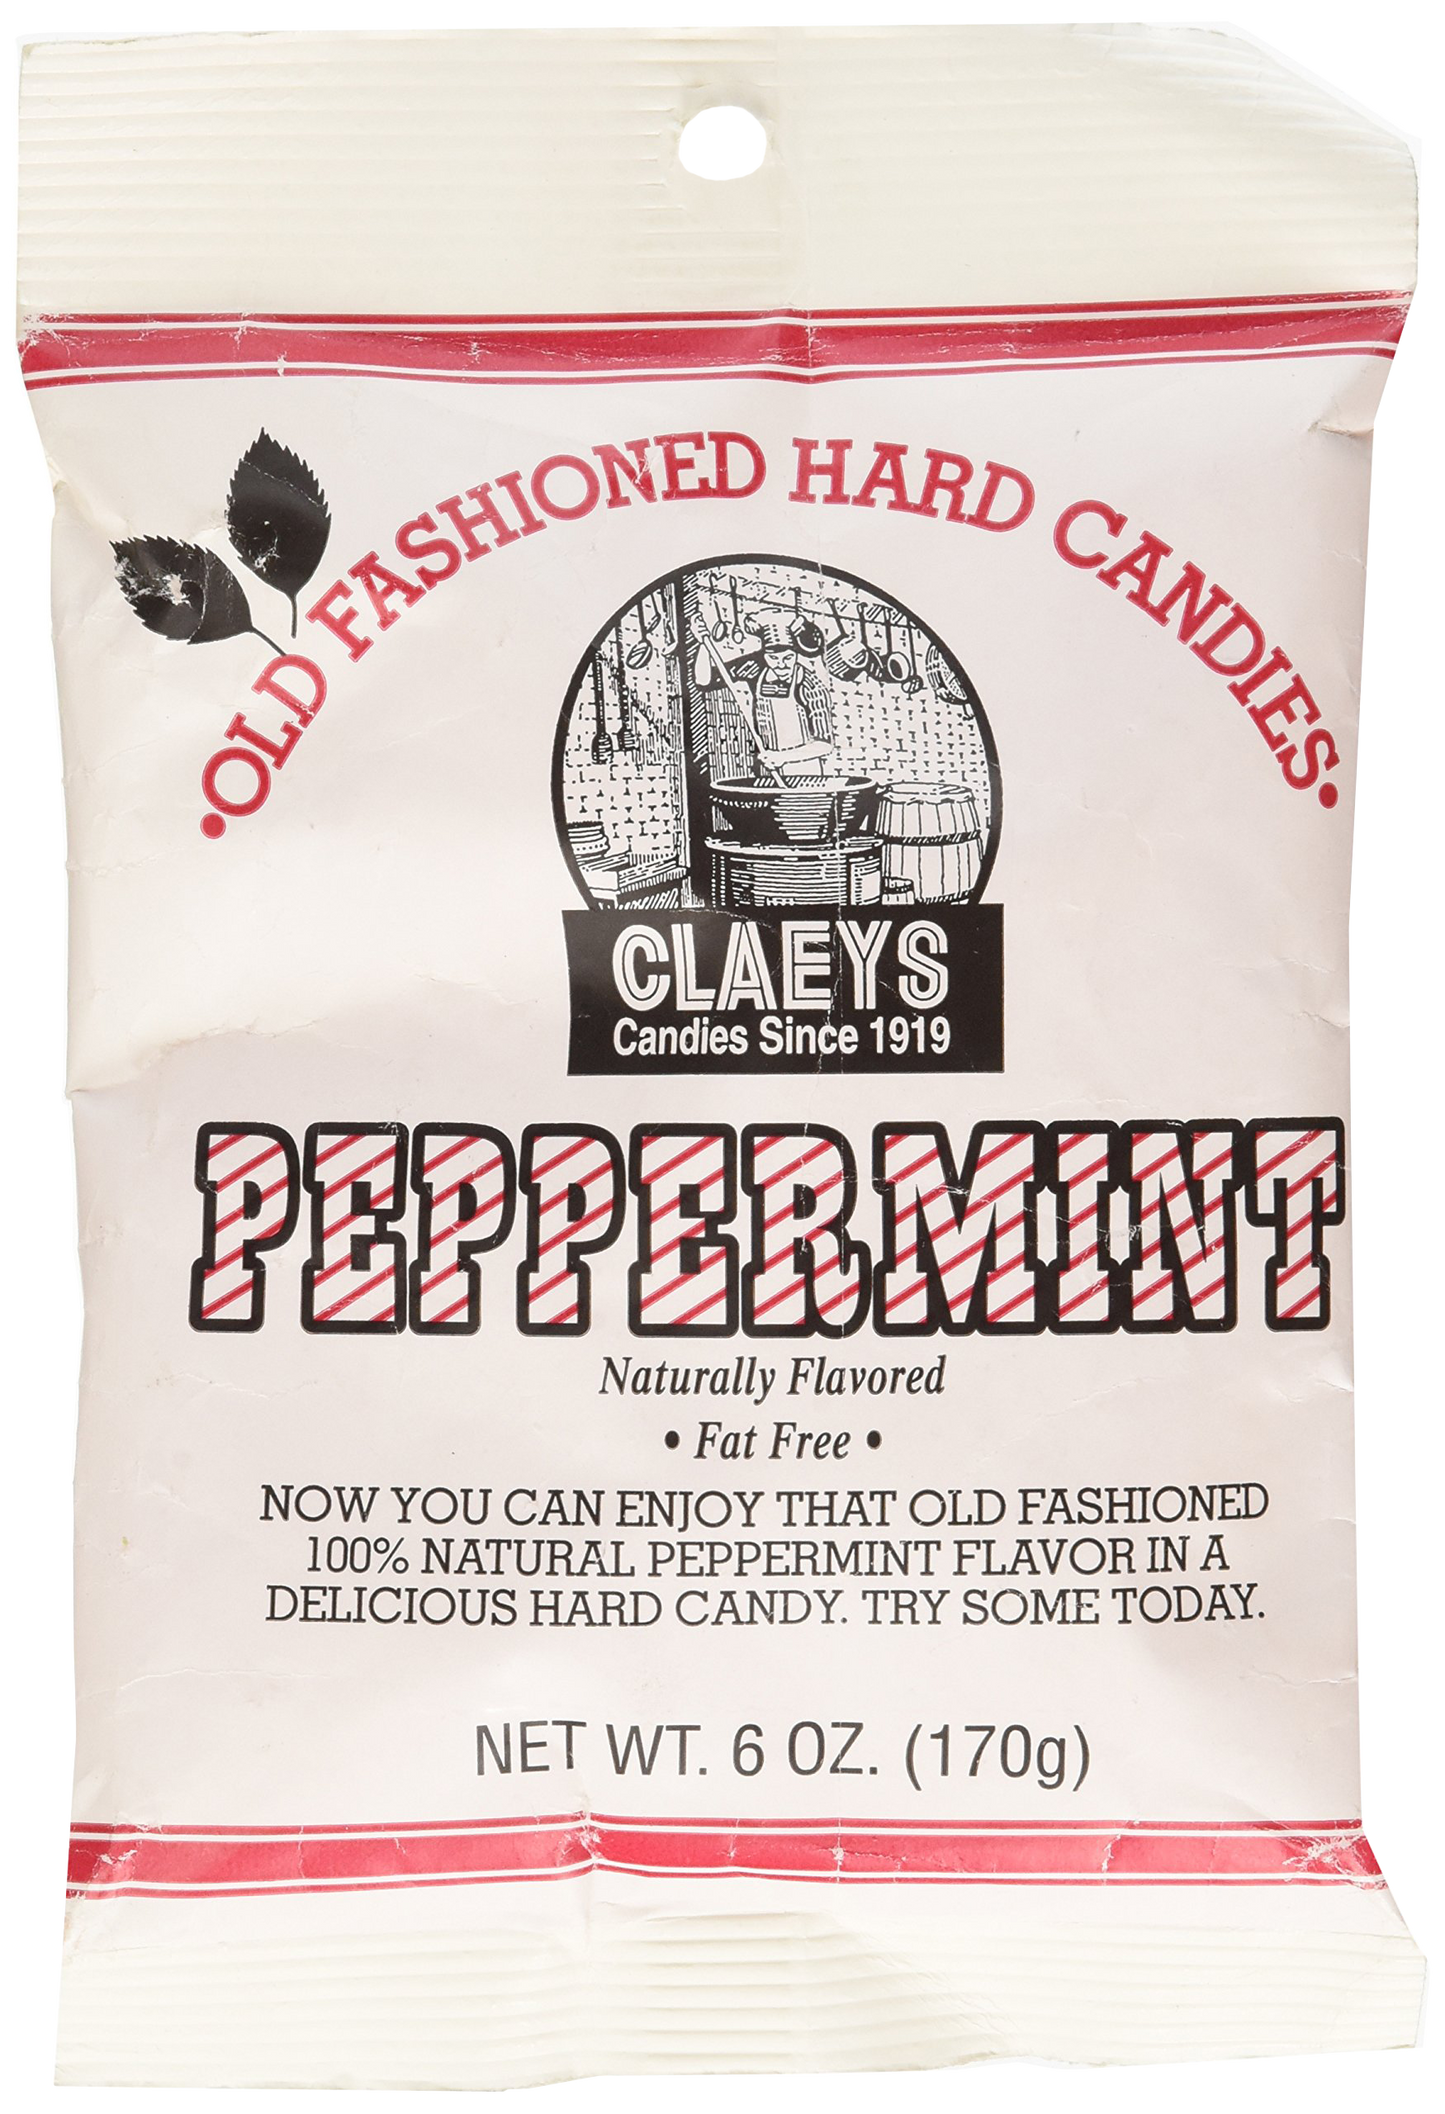 •OLD FASHIONED HARD CANDIES•
CLAEYS
Candies Since 1919
PEPPERMINT
Naturally Flavored
• Fat Free •
NOW YOU CAN ENJOY THAT OLD FASHIONED
100% NATURAL PEPPERMINT FLAVOR IN A
DELICIOUS HARD CANDY. TRY SOME TODAY.
NET WT. 6 OZ. (170g)